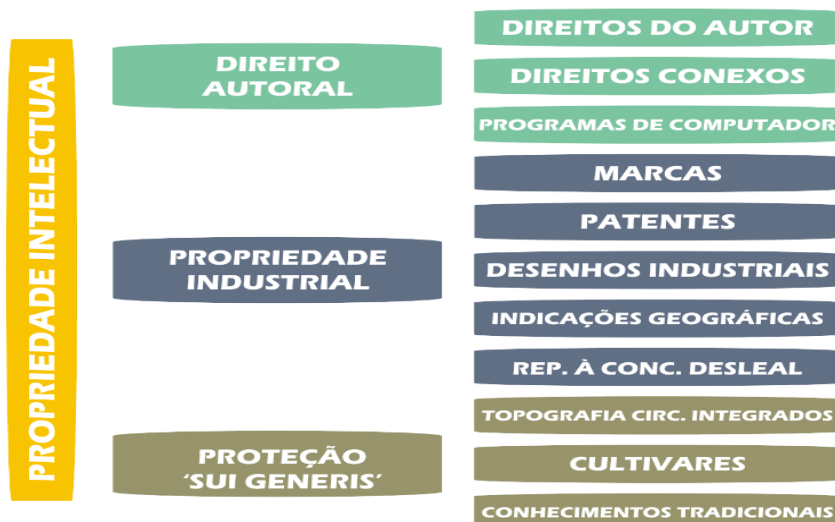 PROPRIEDADE INTELECTUAL
DIREITO
AUTORAL
DIREITOS DO AUTOR
DIREITOS CONEXOS
PROGRAMAS DE COMPUTADOR
PROPRIEDADE
INDUSTRIAL
MARCAS
PATENTES
DESENHOS INDUSTRIAIS
INDICAÇÕES GEOGRÁFICAS
REP. À CONC. DESLEAL
PROTEÇÃO
‘SUI GENERIS’
TOPOGRAFIA CIRC. INTEGRADOS
CULTIVARES
CONHECIMENTOS TRADICIONAIS